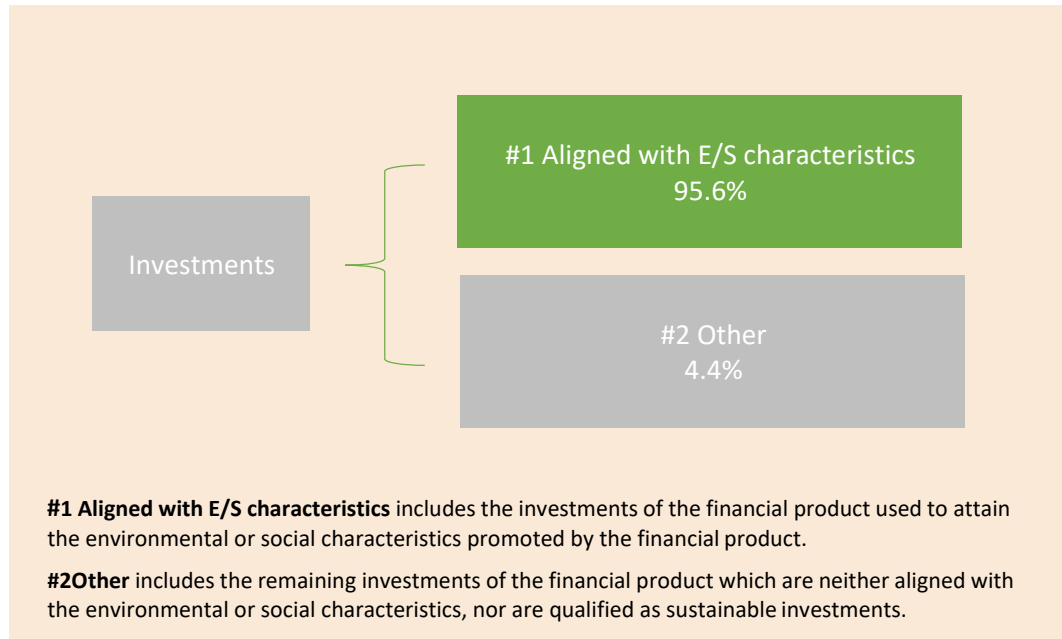 #1 Aligned with E/S characteristics
95.6%
Investments
#2 Other
4.4%
#1 Aligned with E/S characteristics includes the investments of the financial product used to attain
the environmental or social characteristics promoted by the financial product.
#2Other includes the remaining investments of the financial product which are neither aligned with
the environmental or social characteristics, nor are qualified as sustainable investments.